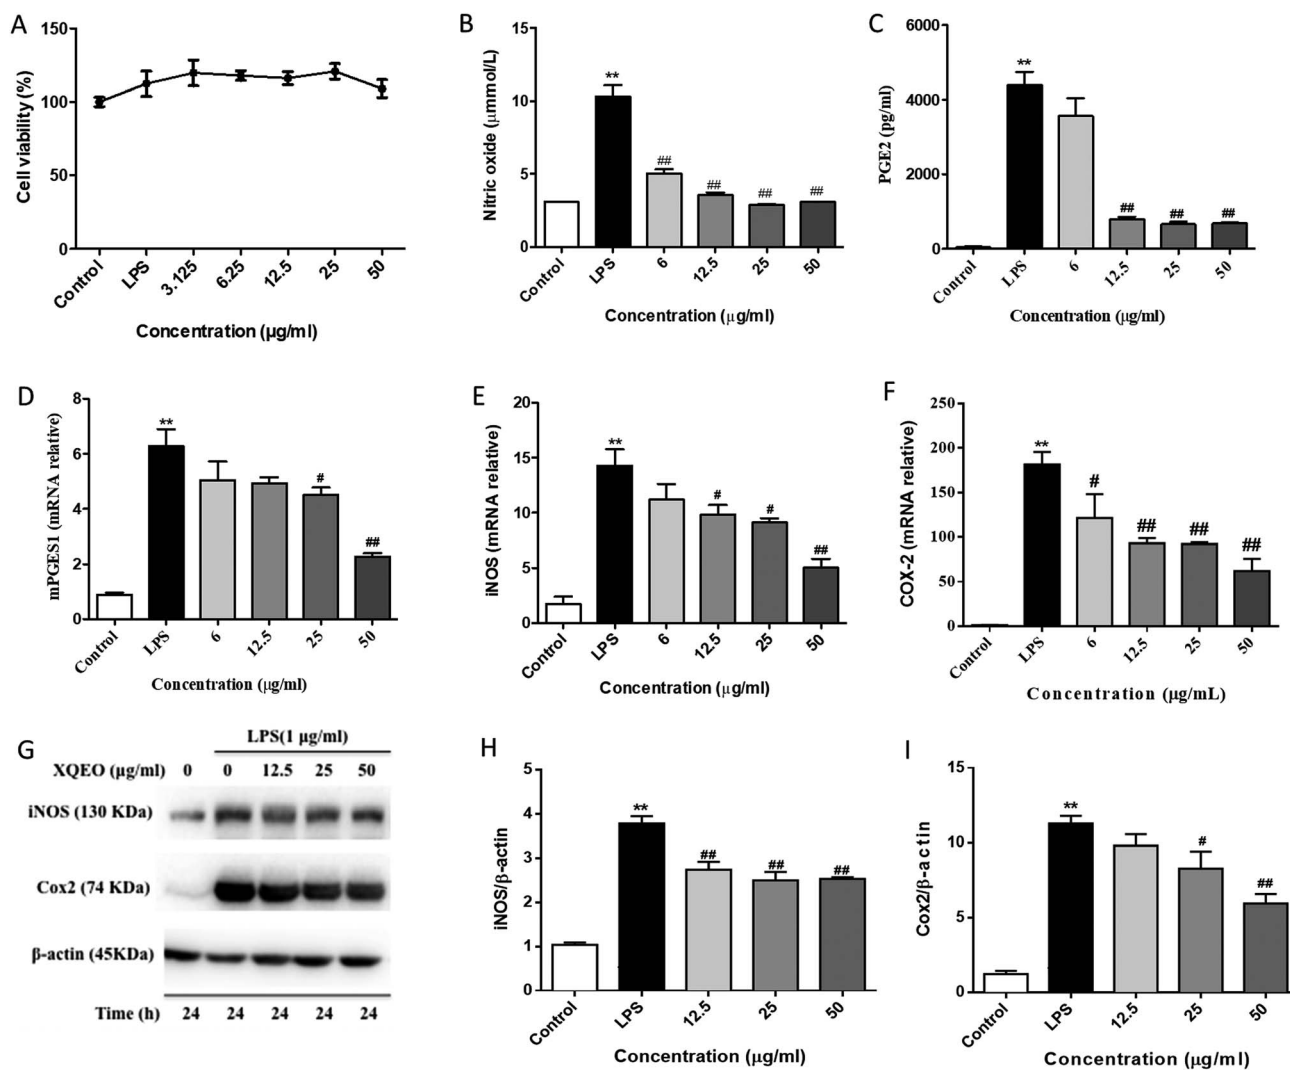 A
150
100
50
0
Cell viability (%)
Control
LPS
3.125
6.25
12.5
25
50
Concentration (µg/ml)
B
15
10
5
0
Nitric oxide (µmmol/L)
**
##
##
##
##
Control
LPS
6
12.5
25
50
Concentration (µg/ml)
C
6000
4000
2000
0
PGE2 (pg/ml)
**
##
##
##
Control
LPS
6
12.5
25
50
Concentration (µg/ml)
D
8
6
4
2
0
mPGES1 (mRNA relative)
**
#
##
Control
LPS
6
12.5
25
50
Concentration (µg/ml)
E
20
15
10
5
0
iNOS (mRNA relative)
**
#
#
##
Control
LPS
6
12.5
25
50
Concentration (µg/ml)
F
250
200
150
100
50
0
COX-2 (mRNA relative)
**
#
##
##
##
Control
LPS
6
12.5
25
50
Concentration (µg/mL)
G
LPS(1 µg/ml)
XQEO (µg/ml) 0 0 12.5 25 50
iNOS (130 KDa)
Cox2 (74 KDa)
β-actin (45KDa)
Time (h) 24 24 24 24 24
H
5
4
3
2
1
0
iNOS/β-actin
**
##
##
##
Control
LPS
12.5
25
50
Concentration (µg/ml)
I
15
10
5
0
Cox2/β-actin
**
#
##
Control
LPS
12.5
25
50
Concentration (µg/ml)